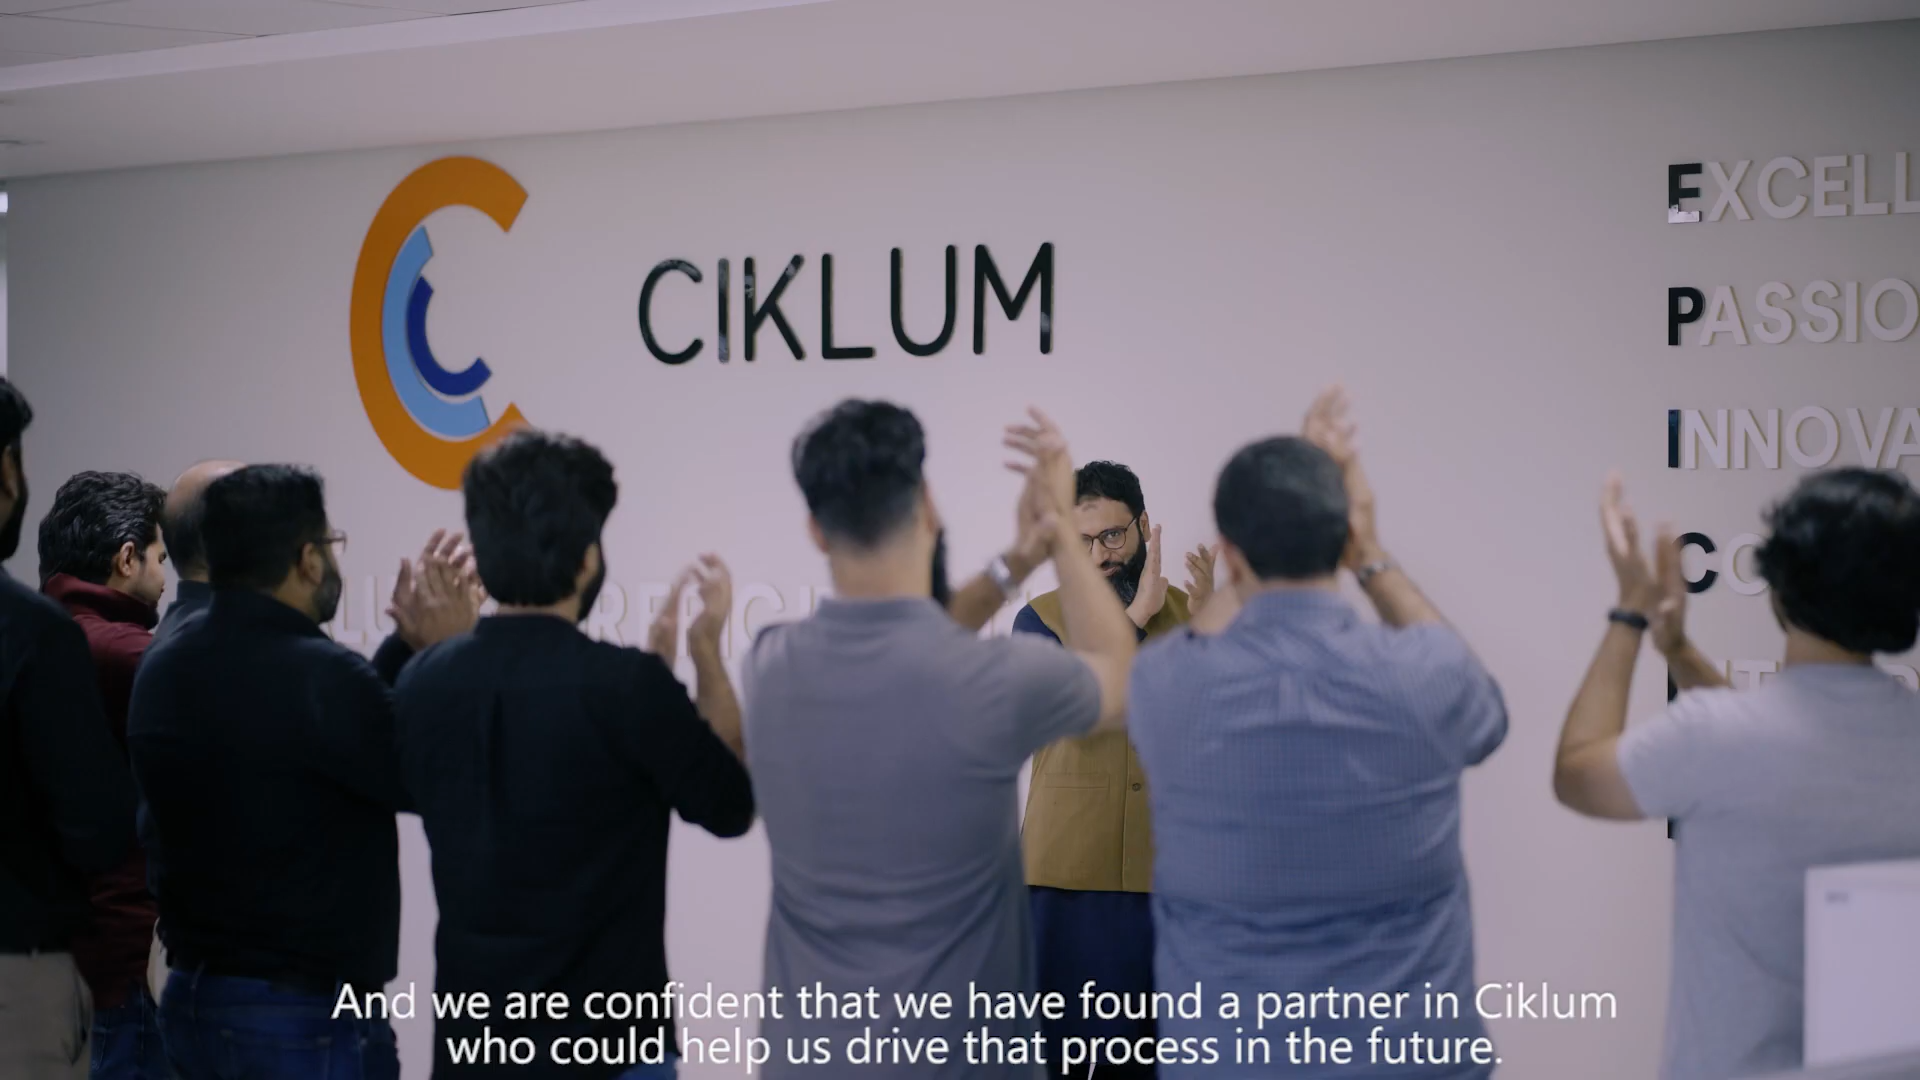 CIKLUM
EXCELL
PASSIO
INNOVA
And we are confident that we have found a partner in Ciklum
who could help us drive that process in the future.